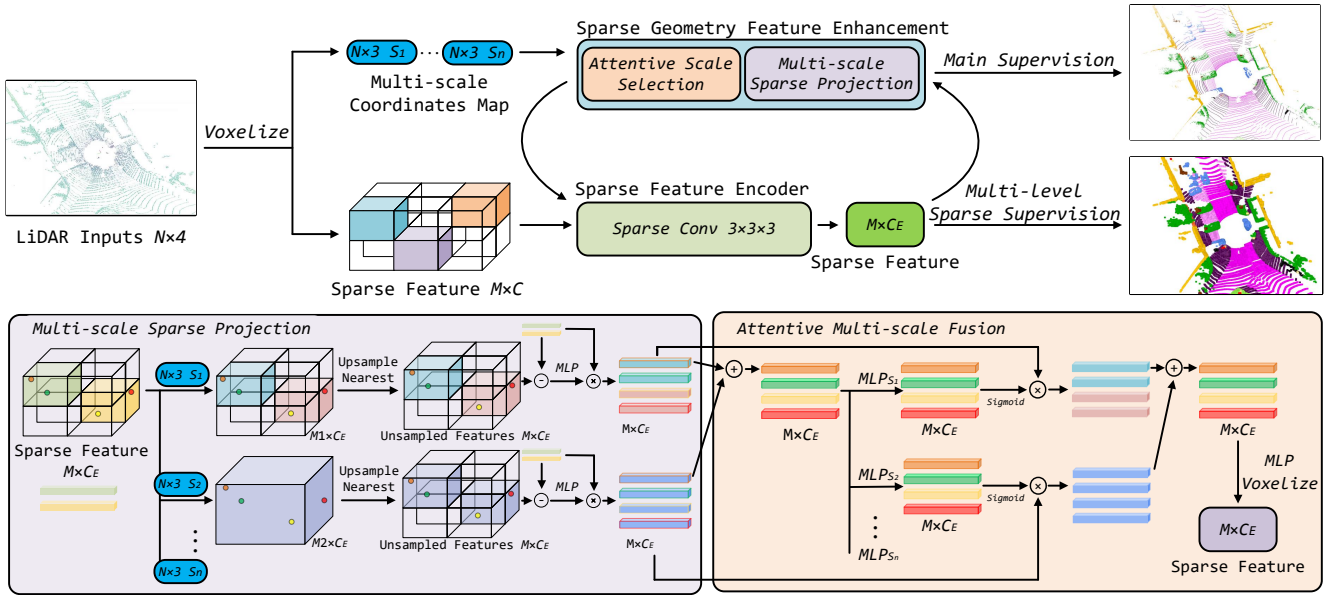 Sparse Geometry Feature Enhancement
N×3 S1 ··· N×3 Sn
Attentive Scale
Selection
Multi-scale
Sparse Projection
Main Supervision
Multi-scale
Coordinates Map
Voxelize
LiDAR Inputs N×4
Sparse Feature Encoder
Sparse Conv 3×3×3
M×CE
Sparse Feature
Multi-level
Sparse Supervision
Sparse Feature M×C
Multi-scale Sparse Projection
N×3 S1
Upsample
Nearest
MLP
M1×CE
Unsampled Features M×CE
M×CE
Sparse Feature
M×CE
N×3 S2
Upsample
Nearest
MLP
M2×CE
Unsampled Features M×CE
M×CE
N×3 Sn
Attentive Multi-scale Fusion
M×CE
MLPS1
Sigmoid
M×CE
M×CE
MLPS2
Sigmoid
M×CE
MLPSn
MLP
Voxelize
M×CE
Sparse Feature